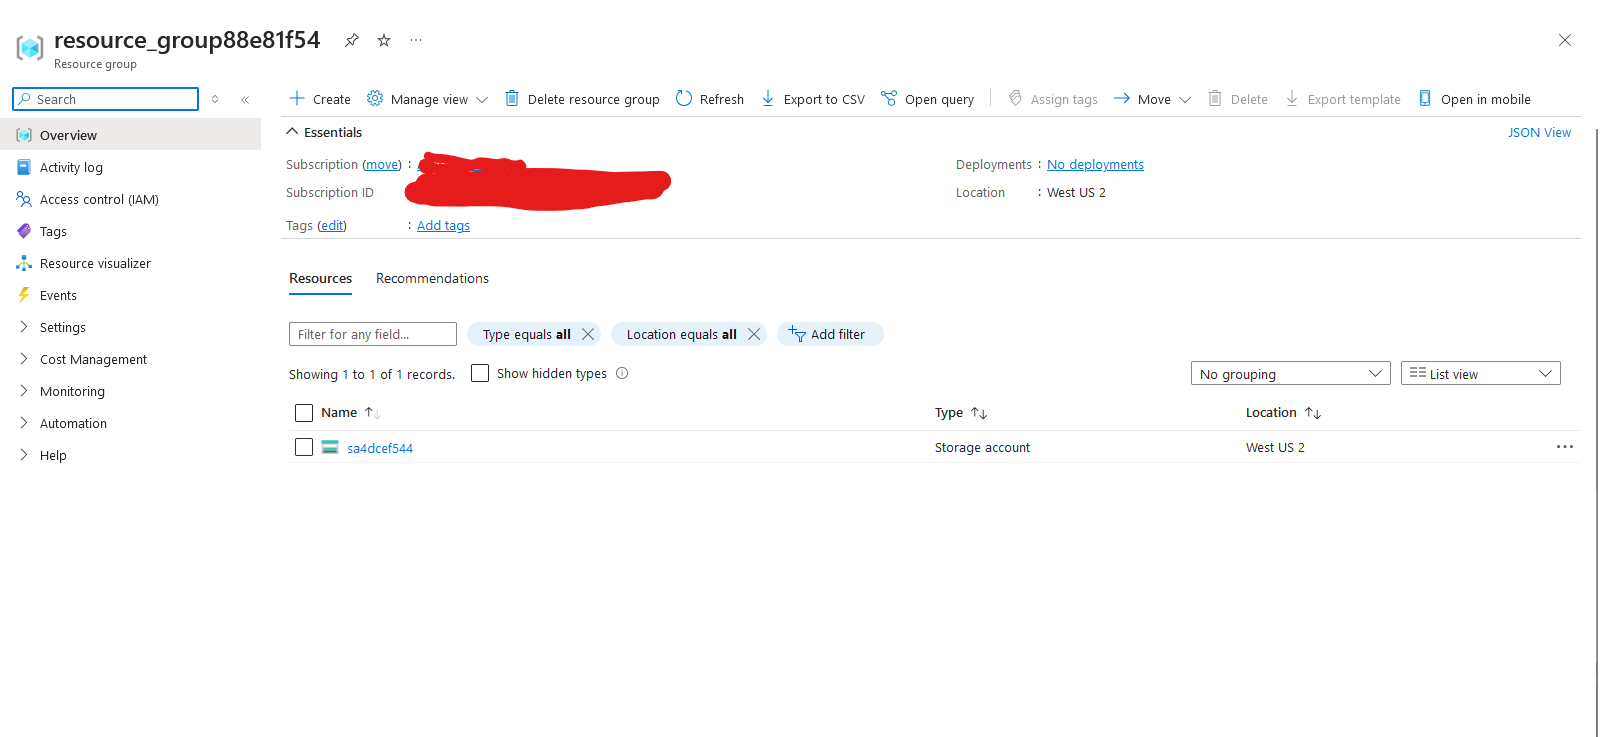 resource_group88e81f54
Resource group
Search
Create Manage view Delete resource group Refresh Export to CSV Open query Assign tags Move Delete Export template Open in mobile
Overview
Activity log
Access control (IAM)
Tags
Resource visualizer
Events
Settings
Cost Management
Monitoring
Automation
Help
Essentials
JSON View
Subscription (move) :
Deployments : No deployments
Subscription ID
Location : West US 2
Tags (edit) : Add tags
Resources Recommendations
Filter for any field... Type equals all Location equals all Add filter
Showing 1 to 1 of 1 records. Show hidden types No grouping List view
Name Type Location
sa4dcef544 Storage account West US 2